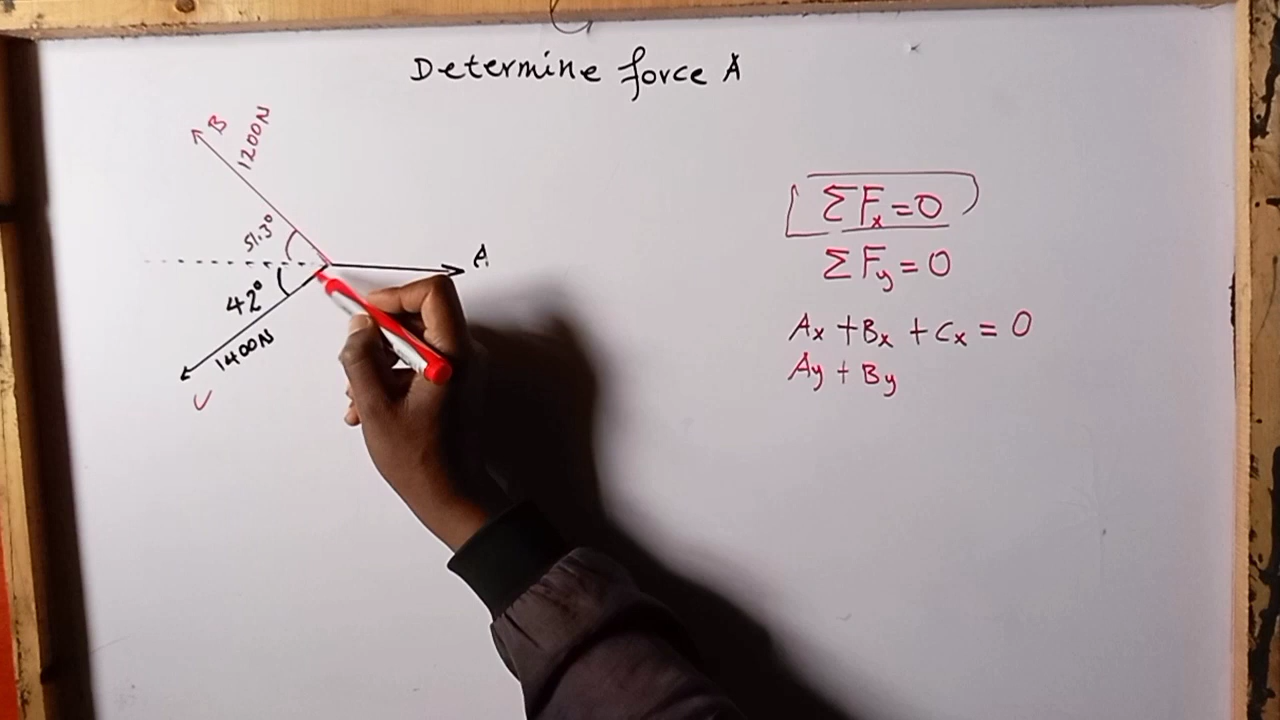 Determine force A
B
1200N
51.3°
A
42°
1400N
C
ΣFx=0
ΣFy=0
Ax+Bx+Cx=0
Ay+By